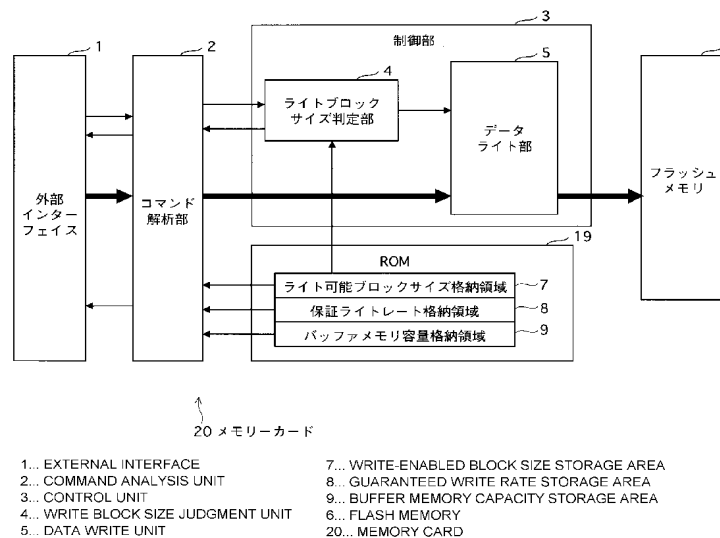 1
2
3
制御部
4
5
ライトブロック
サイズ判定部
データ
ライト部
外部
インター
フェイス
コマンド
解析部
フラッシュ
メモリ
19
ROM
ライト可能ブロックサイズ格納領域
7
保証ライトレート格納領域
8
バッファメモリ容量格納領域
9
20 メモリーカード
1... EXTERNAL INTERFACE
2... COMMAND ANALYSIS UNIT
3... CONTROL UNIT
4... WRITE BLOCK SIZE JUDGMENT UNIT
5... DATA WRITE UNIT
7... WRITE-ENABLED BLOCK SIZE STORAGE AREA
8... GUARANTEED WRITE RATE STORAGE AREA
9... BUFFER MEMORY CAPACITY STORAGE AREA
6... FLASH MEMORY
20... MEMORY CARD